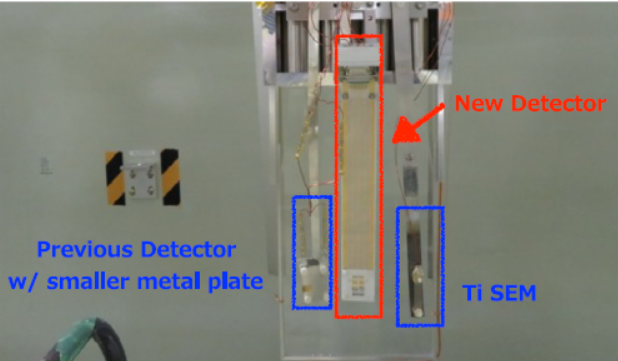 New Detector
Previous Detector
w/ smaller metal plate
Ti SEM